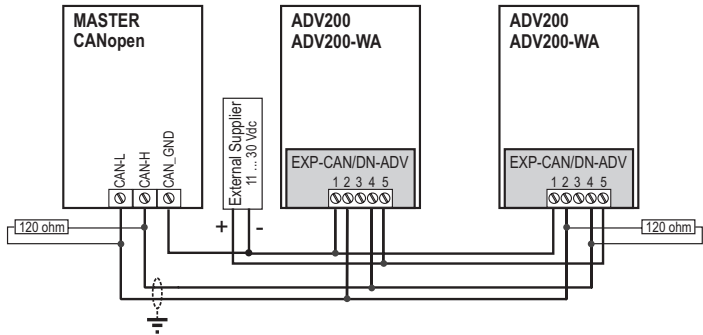 MASTER
CANopen
CAN-L
CAN-H
CAN_GND
120 ohm
External Supplier
11 ... 30 Vdc
+ -
ADV200
ADV200-WA
EXP-CAN/DN-ADV
1 2 3 4 5
ADV200
ADV200-WA
EXP-CAN/DN-ADV
1 2 3 4 5
120 ohm